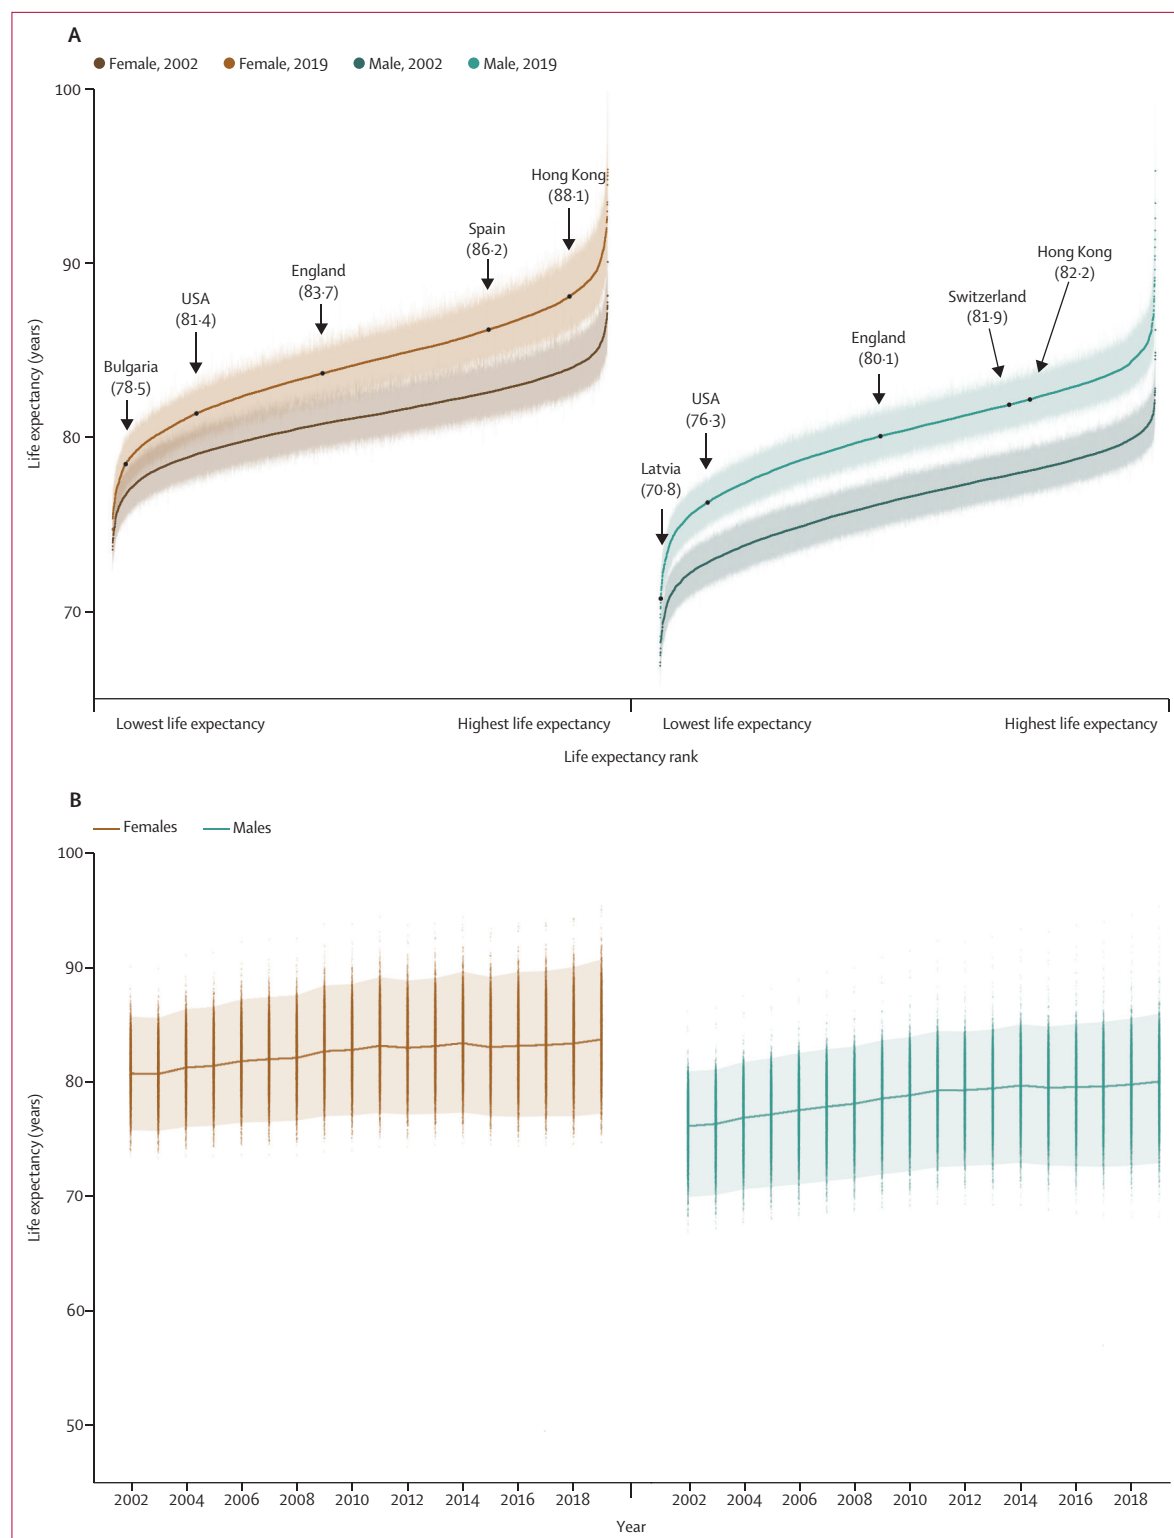 A
Female, 2002 Female, 2019 Male, 2002 Male, 2019
Life expectancy (years)
100
90
80
70
Bulgaria
(78·5)
USA
(81·4)
England
(83·7)
Spain
(86·2)
Hong Kong
(88·1)
Latvia
(70·8)
USA
(76·3)
England
(80·1)
Switzerland
(81·9)
Hong Kong
(82·2)
Lowest life expectancy Highest life expectancy Lowest life expectancy Highest life expectancy
Life expectancy rank
B
Females Males
Life expectancy (years)
100
90
80
70
60
50
2002 2004 2006 2008 2010 2012 2014 2016 2018 2002 2004 2006 2008 2010 2012 2014 2016 2018
Year